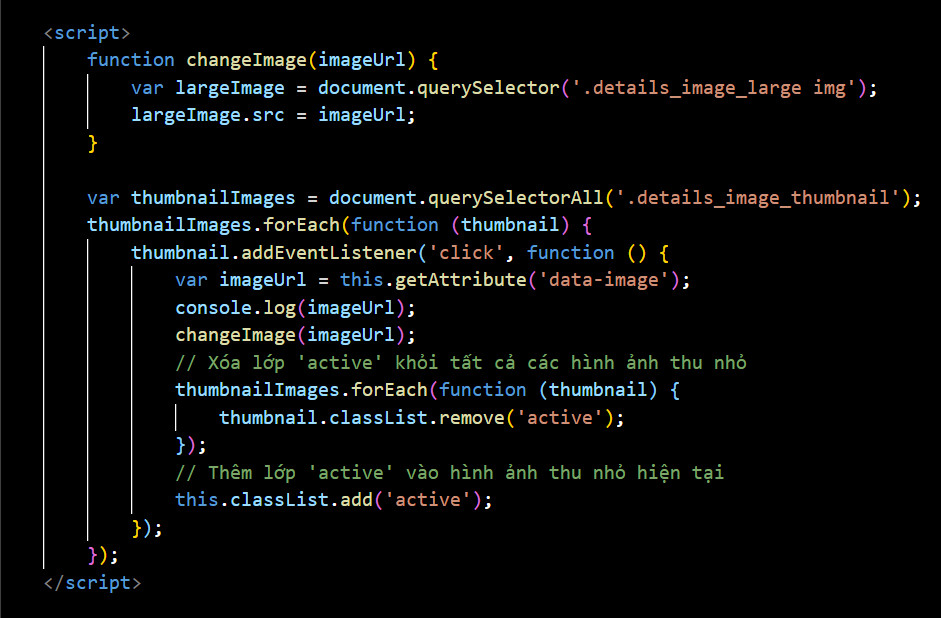 <script>
function changeImage(imageUrl) {
var largeImage = document.querySelector('.details_image_large img');
largeImage.src = imageUrl;
}
var thumbnailImages = document.querySelectorAll('.details_image_thumbnail');
thumbnailImages.forEach(function (thumbnail) {
thumbnail.addEventListener('click', function () {
var imageUrl = this.getAttribute('data-image');
console.log(imageUrl);
changeImage(imageUrl);
// Xóa lớp 'active' khỏi tất cả các hình ảnh thu nhỏ
thumbnailImages.forEach(function (thumbnail) {
thumbnail.classList.remove('active');
});
// Thêm lớp 'active' vào hình ảnh thu nhỏ hiện tại
this.classList.add('active');
});
});
</script>